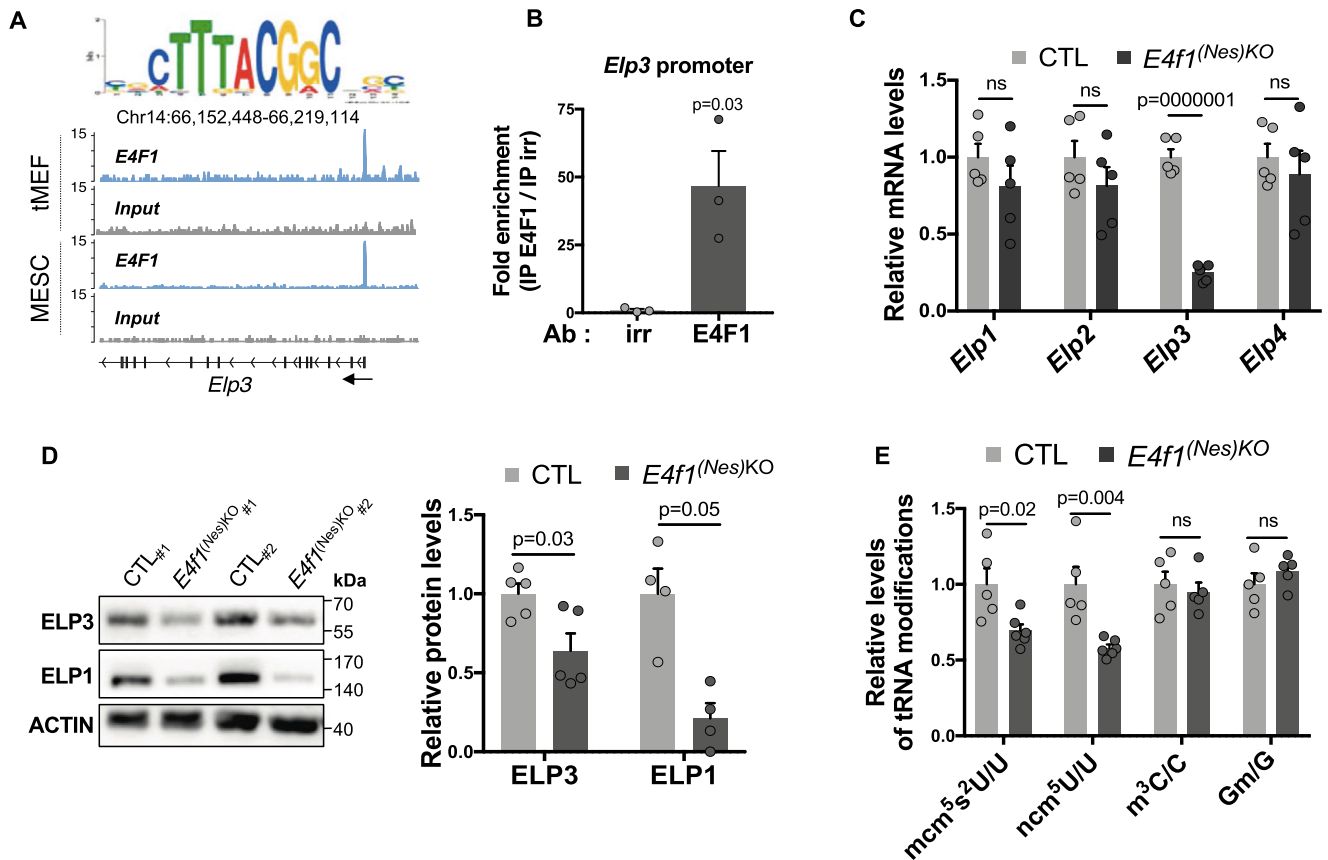 A
CTTTACGGC
Chr14:66,152,448-66,219,114
tMEF
15
E4F1
15
Input
MESC
15
E4F1
15
Input
Elp3
B
Elp3 promoter
Fold enrichment
(IP E4F1 / IP irr)
75
50
25
0
p=0.03
Ab : irr E4F1
C
CTL E4f1(Nes)KO
Relative mRNA levels
1.5
1.0
0.5
0.0
ns
ns
p=0000001
ns
Elp1
Elp2
Elp3
Elp4
D
CTL#1
E4f1(Nes)KO#1
CTL#2
E4f1(Nes)KO#2
kDa
ELP3
70
55
ELP1
170
140
ACTIN
40
CTL E4f1(Nes)KO
Relative protein levels
1.5
1.0
0.5
0.0
p=0.03
p=0.05
ELP3 ELP1
E
CTL E4f1(Nes)KO
Relative levels
of tRNA modifications
1.5
1.0
0.5
0.0
p=0.02
p=0.004
ns
ns
mcm⁵s²U/U
ncm⁵U/U
m³C/C
Gm/G